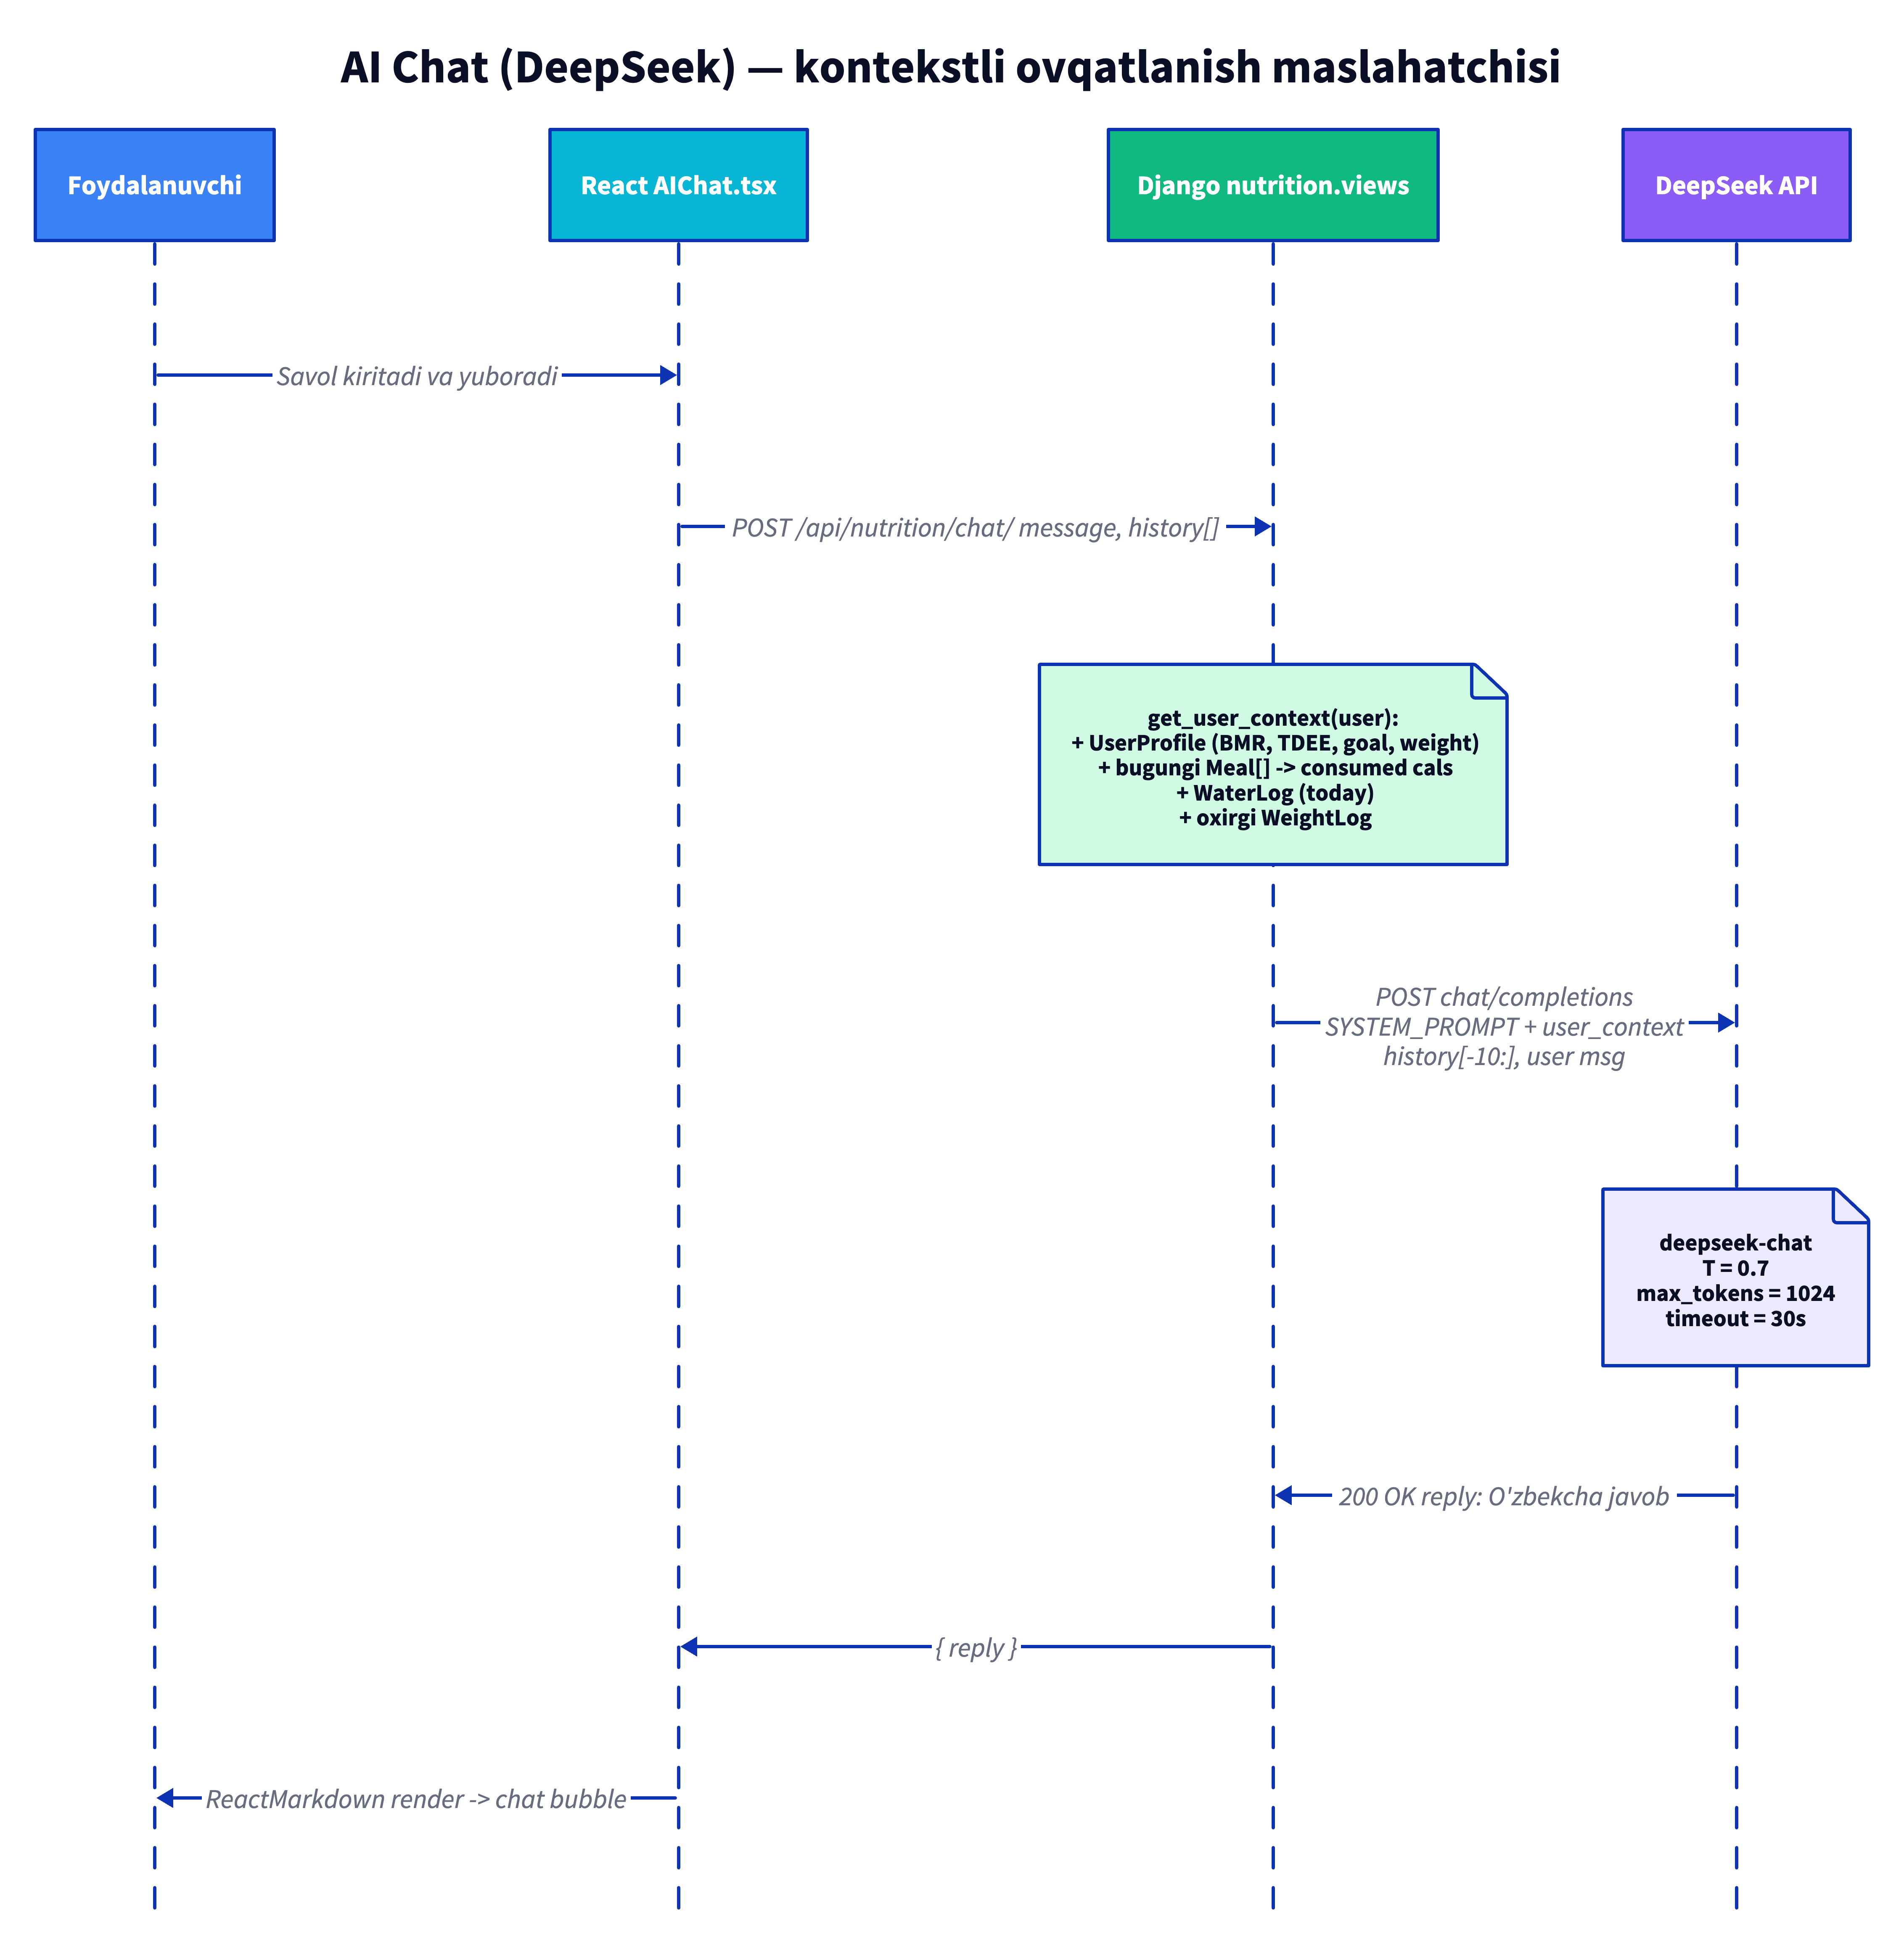 AI Chat (DeepSeek) — kontekstli ovqatlanish maslahatchisi
Foydalanuvchi
React AIChat.tsx
Django nutrition.views
DeepSeek API
Savol kiritadi va yuboradi
POST /api/nutrition/chat/ message, history[]
get_user_context(user):
+ UserProfile (BMR, TDEE, goal, weight)
+ bugungi Meal[] -> consumed cals
+ WaterLog (today)
+ oxirgi WeightLog
POST chat/completions
SYSTEM_PROMPT + user_context
history[-10:], user msg
deepseek-chat
T = 0.7
max_tokens = 1024
timeout = 30s
200 OK reply: O'zbekcha javob
{ reply }
ReactMarkdown render -> chat bubble